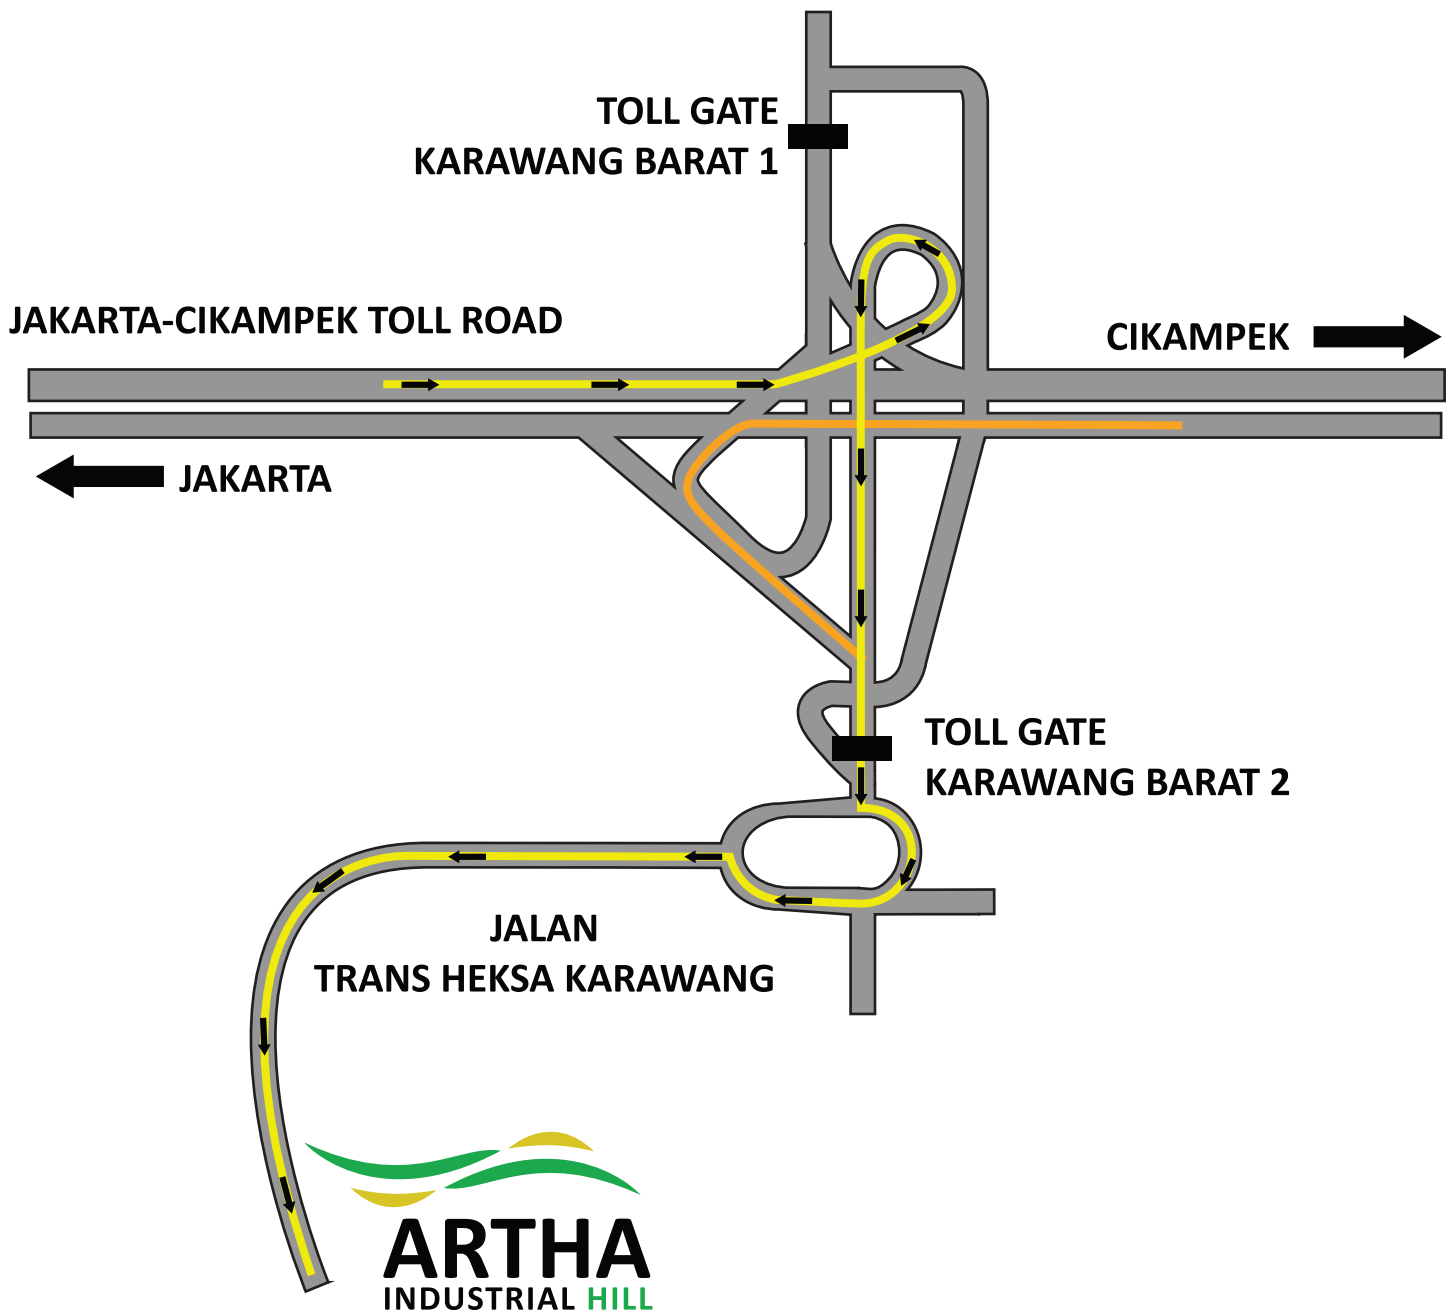 TOLL GATE
KARAWANG BARAT 1
JAKARTA-CIKAMPEK TOLL ROAD
CIKAMPEK
JAKARTA
TOLL GATE
KARAWANG BARAT 2
JALAN
TRANS HEKSA KARAWANG
ARTHA
INDUSTRIAL HILL